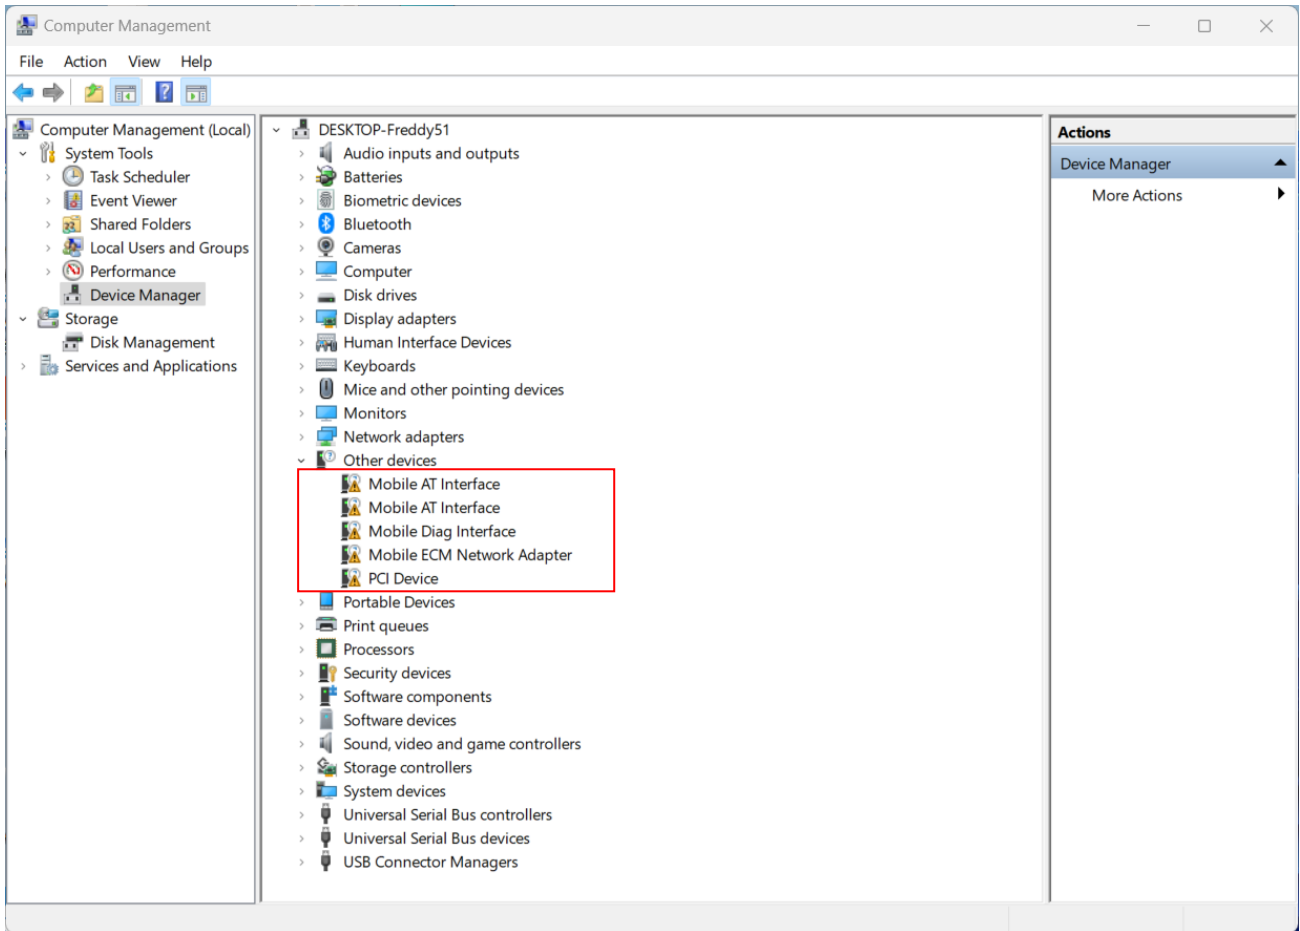 Computer Management
File Action View Help
Computer Management (Local)
System Tools
Task Scheduler
Event Viewer
Shared Folders
Local Users and Groups
Performance
Device Manager
Storage
Disk Management
Services and Applications
DESKTOP-Freddy51
Audio inputs and outputs
Batteries
Biometric devices
Bluetooth
Cameras
Computer
Disk drives
Display adapters
Human Interface Devices
Keyboards
Mice and other pointing devices
Monitors
Network adapters
Other devices
Mobile AT Interface
Mobile AT Interface
Mobile Diag Interface
Mobile ECM Network Adapter
PCI Device
Portable Devices
Print queues
Processors
Security devices
Software components
Software devices
Sound, video and game controllers
Storage controllers
System devices
Universal Serial Bus controllers
Universal Serial Bus devices
USB Connector Managers
Actions
Device Manager
More Actions